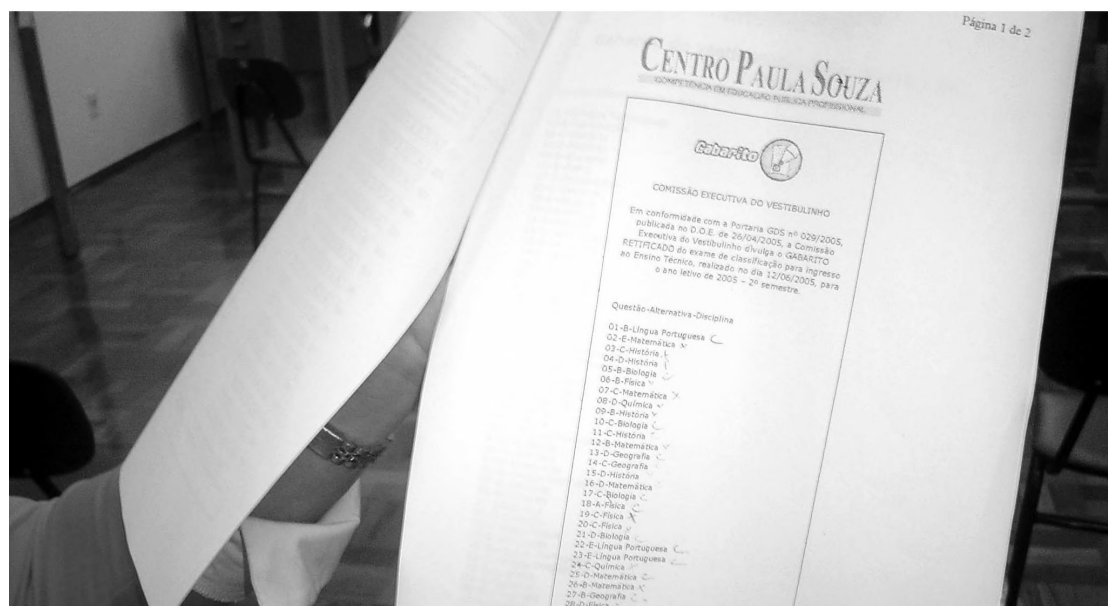 Página 1 de 2
CENTRO PAULA SOUZA
COMPETÊNCIA EM EDUCAÇÃO PÚBLICA PROFISSIONAL
Gabarito
COMISSÃO EXECUTIVA DO VESTIBULINHO
Em conformidade com a Portaria GDS nº 029/2005,
publicada no D.O.E. de 26/04/2005, a Comissão
Executiva do Vestibulinho divulga o GABARITO
RETIFICADO do exame de classificação para ingresso
ao Ensino Técnico, realizado no dia 12/06/2005, para
o ano letivo de 2005 – 2º semestre.
Questão-Alternativa-Disciplina
01-B-Língua Portuguesa
02-E-Matemática
03-C-História
04-D-História
05-B-Biologia
06-B-Física
07-C-Matemática
08-D-Química
09-B-História
10-C-Biologia
11-C-História
12-B-Matemática
13-D-Geografia
14-C-Geografia
15-D-História
16-D-Matemática
17-C-Biologia
18-A-Física
19-C-Física
20-C-Física
21-D-Biologia
22-E-Língua Portuguesa
23-E-Língua Portuguesa
24-C-Química
25-D-Matemática
26-B-Matemática
27-B-Geografia
28-D-Física